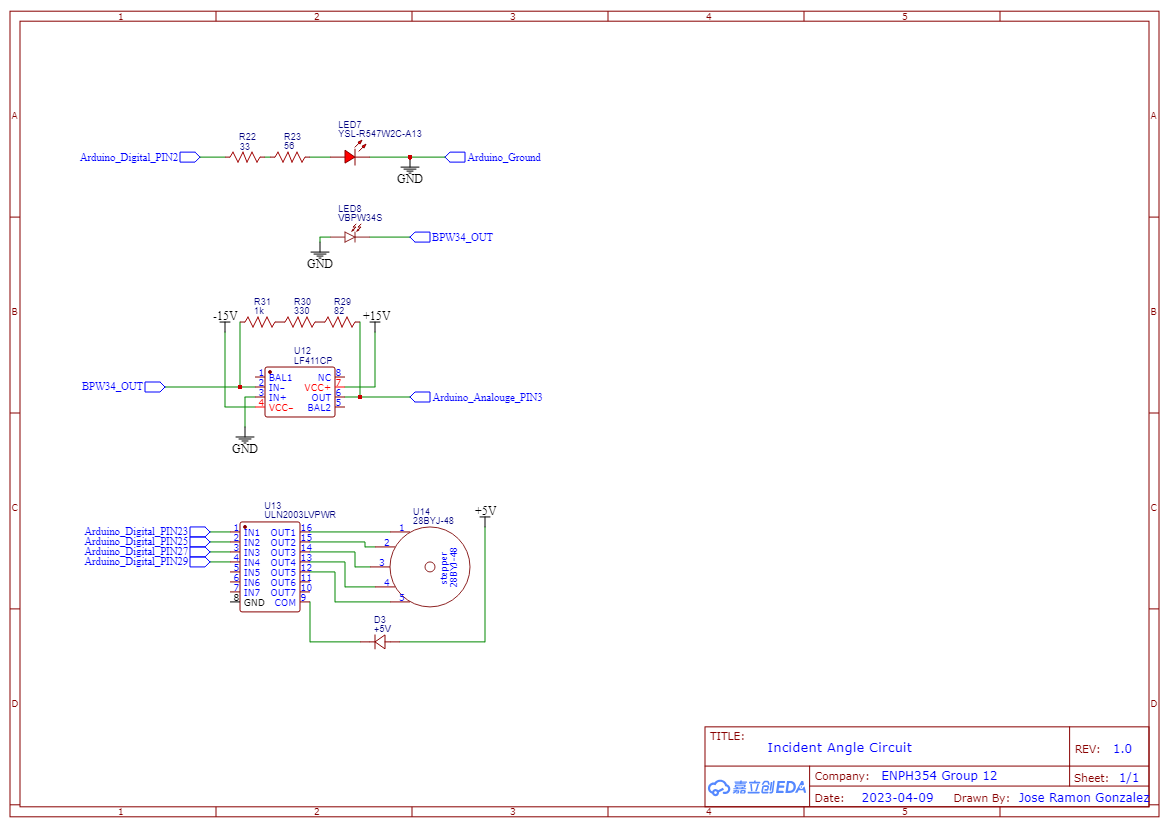 1 2 3 4 5
A A
R22
33
R23
56
LED7
YSL-R547W2C-A13
Arduino_Digital_PIN2
Arduino_Ground
GND
LED8
VBPW34S
BPW34_OUT
GND
B B
R31
1k
R30
330
R29
82
-15V
+15V
U12
LF411CP
1 BAL1 NC 8
2 IN- VCC+ 7
3 IN+ OUT 6
4 VCC- BAL2 5
BPW34_OUT
Arduino_Analouge_PIN3
GND
C C
U13
ULN2003LVPWR
U14
28BYJ-48
+5V
Arduino_Digital_PIN23
Arduino_Digital_PIN25
Arduino_Digital_PIN27
Arduino_Digital_PIN29
1 IN1 OUT1 16
2 IN2 OUT2 15
3 IN3 OUT3 14
4 IN4 OUT4 13
5 IN5 OUT5 12
6 IN6 OUT6 11
7 IN7 OUT7 10
8 GND COM 9
1
2
3
4
5
stepper
28BYJ-48
D3
+5V
D D
TITLE:
Incident Angle Circuit
REV: 1.0
嘉立创EDA
Company: ENPH354 Group 12
Sheet: 1/1
Date: 2023-04-09 Drawn By: Jose Ramon Gonzalez
1 2 3 4 5